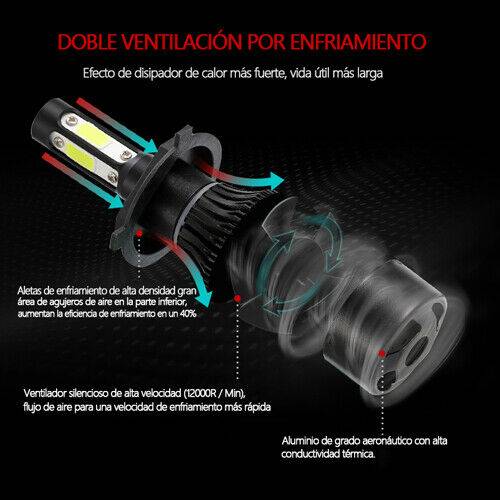 DOBLE VENTILACIÓN POR ENFRIAMIENTO
Efecto de disipador de calor más fuerte, vida útil más larga
Aletas de enfriamiento de alta densidad gran
área de agujeros de aire en la parte inferior,
aumentan la eficiencia de enfriamiento en un 40%
Ventilador silencioso de alta velocidad (12000R / Min),
flujo de aire para una velocidad de enfriamiento más rápida
Aluminio de grado aeronáutico con alta
conductividad térmica.